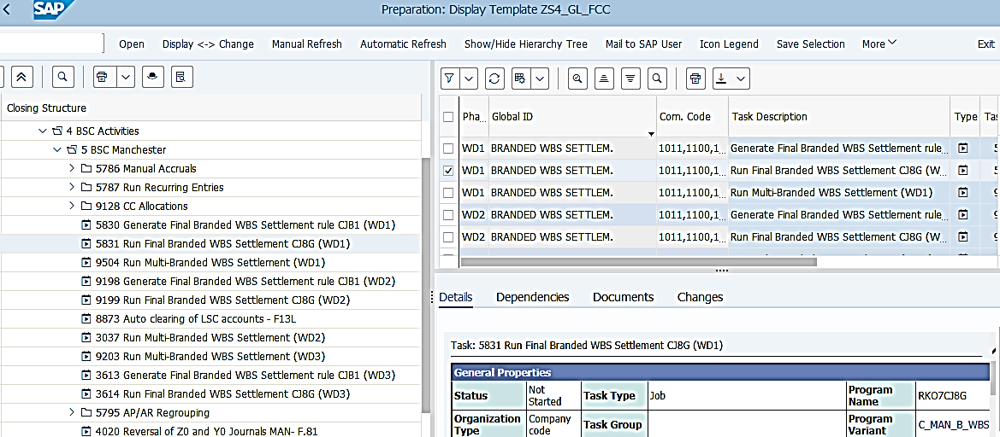 SAP
Preparation: Display Template ZS4_GL_FCC
Open Display <-> Change Manual Refresh Automatic Refresh Show/Hide Hierarchy Tree Mail to SAP User Icon Legend Save Selection More Exit
Closing Structure
4 BSC Activities
5 BSC Manchester
5786 Manual Accruals
5787 Run Recurring Entries
9128 CC Allocations
5830 Generate Final Branded WBS Settlement rule CJB1 (WD1)
5831 Run Final Branded WBS Settlement CJ8G (WD1)
9504 Run Multi-Branded WBS Settlement (WD1)
9198 Generate Final Branded WBS Settlement rule CJB1 (WD2)
9199 Run Final Branded WBS Settlement CJ8G (WD2)
8873 Auto clearing of LSC accounts - F13L
3037 Run Multi-Branded WBS Settlement (WD2)
9203 Run Multi-Branded WBS Settlement (WD3)
3613 Generate Final Branded WBS Settlement rule CJB1 (WD3)
3614 Run Final Branded WBS Settlement CJ8G (WD3)
5795 AP/AR Regrouping
4020 Reversal of Z0 and Y0 Journals MAN- F.81
Pha... Global ID Com. Code Task Description Type Tas
WD1 BRANDED WBS SETTLEM. 1011,1100,1... Generate Final Branded WBS Settlement rule... 5
WD1 BRANDED WBS SETTLEM. 1011,1100,1... Run Final Branded WBS Settlement CJ8G (W... 5
WD1 BRANDED WBS SETTLEM. 1011,1100,1... Run Multi-Branded WBS Settlement (WD1) 9
WD2 BRANDED WBS SETTLEM. 1011,1100,1... Generate Final Branded WBS Settlement rule... 9
WD2 BRANDED WBS SETTLEM. 1011,1100,1... Run Final Branded WBS Settlement CJ8G (W... 9
Details Dependencies Documents Changes
Task: 5831 Run Final Branded WBS Settlement CJ8G (WD1)
General Properties
Status Not Started Task Type Job Program Name RKO7CJ8G
Organization Type Company code Task Group Program Variant C_MAN_B_WBS